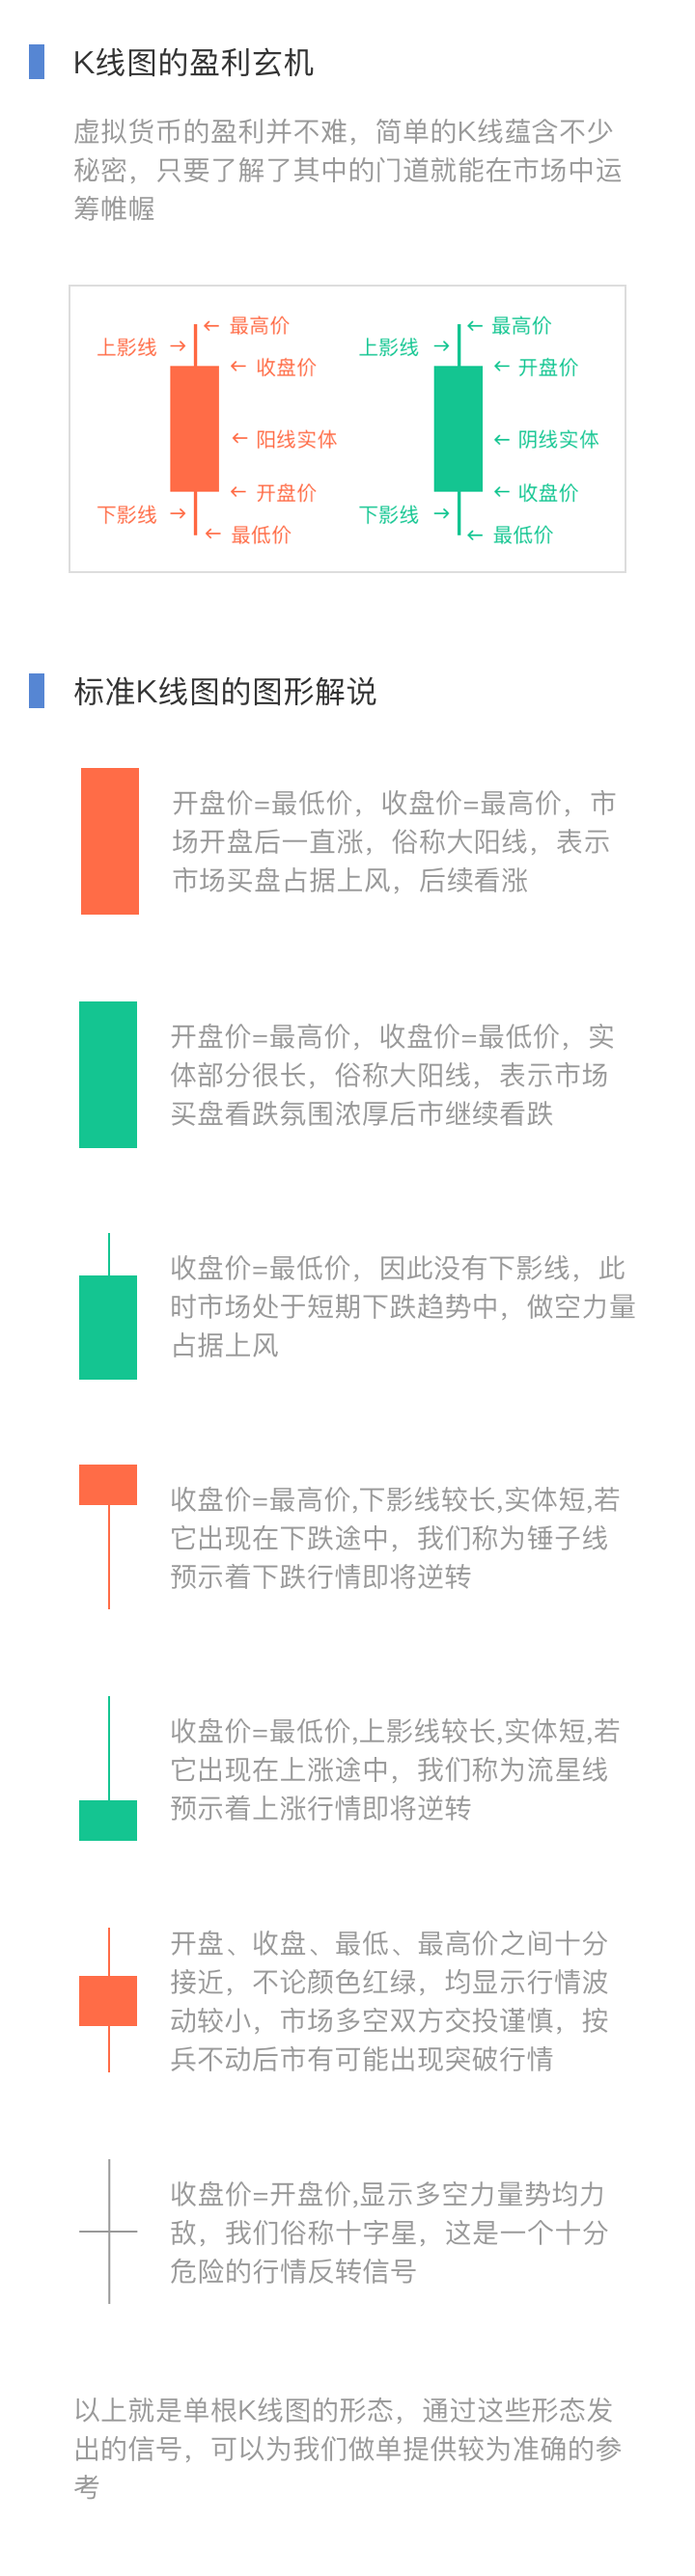 K线图的盈利玄机
虚拟货币的盈利并不难，简单的K线蕴含不少
秘密，只要了解了其中的门道就能在市场中运
筹帷幄
上影线 → ← 最高价
← 收盘价
← 阳线实体
← 开盘价
下影线 → ← 最低价
上影线 → ← 最高价
← 开盘价
← 阴线实体
← 收盘价
下影线 → ← 最低价
标准K线图的图形解说
开盘价=最低价，收盘价=最高价，市
场开盘后一直涨，俗称大阳线，表示
市场买盘占据上风，后续看涨
开盘价=最高价，收盘价=最低价，实
体部分很长，俗称大阳线，表示市场
买盘看跌氛围浓厚后市继续看跌
收盘价=最低价，因此没有下影线，此
时市场处于短期下跌趋势中，做空力量
占据上风
收盘价=最高价,下影线较长,实体短,若
它出现在下跌途中，我们称为锤子线
预示着下跌行情即将逆转
收盘价=最低价,上影线较长,实体短,若
它出现在上涨途中，我们称为流星线
预示着上涨行情即将逆转
开盘、收盘、最低、最高价之间十分
接近，不论颜色红绿，均显示行情波
动较小，市场多空双方交投谨慎，按
兵不动后市有可能出现突破行情
收盘价=开盘价,显示多空力量势均力
敌，我们俗称十字星，这是一个十分
危险的行情反转信号
以上就是单根K线图的形态，通过这些形态发
出的信号，可以为我们做单提供较为准确的参
考